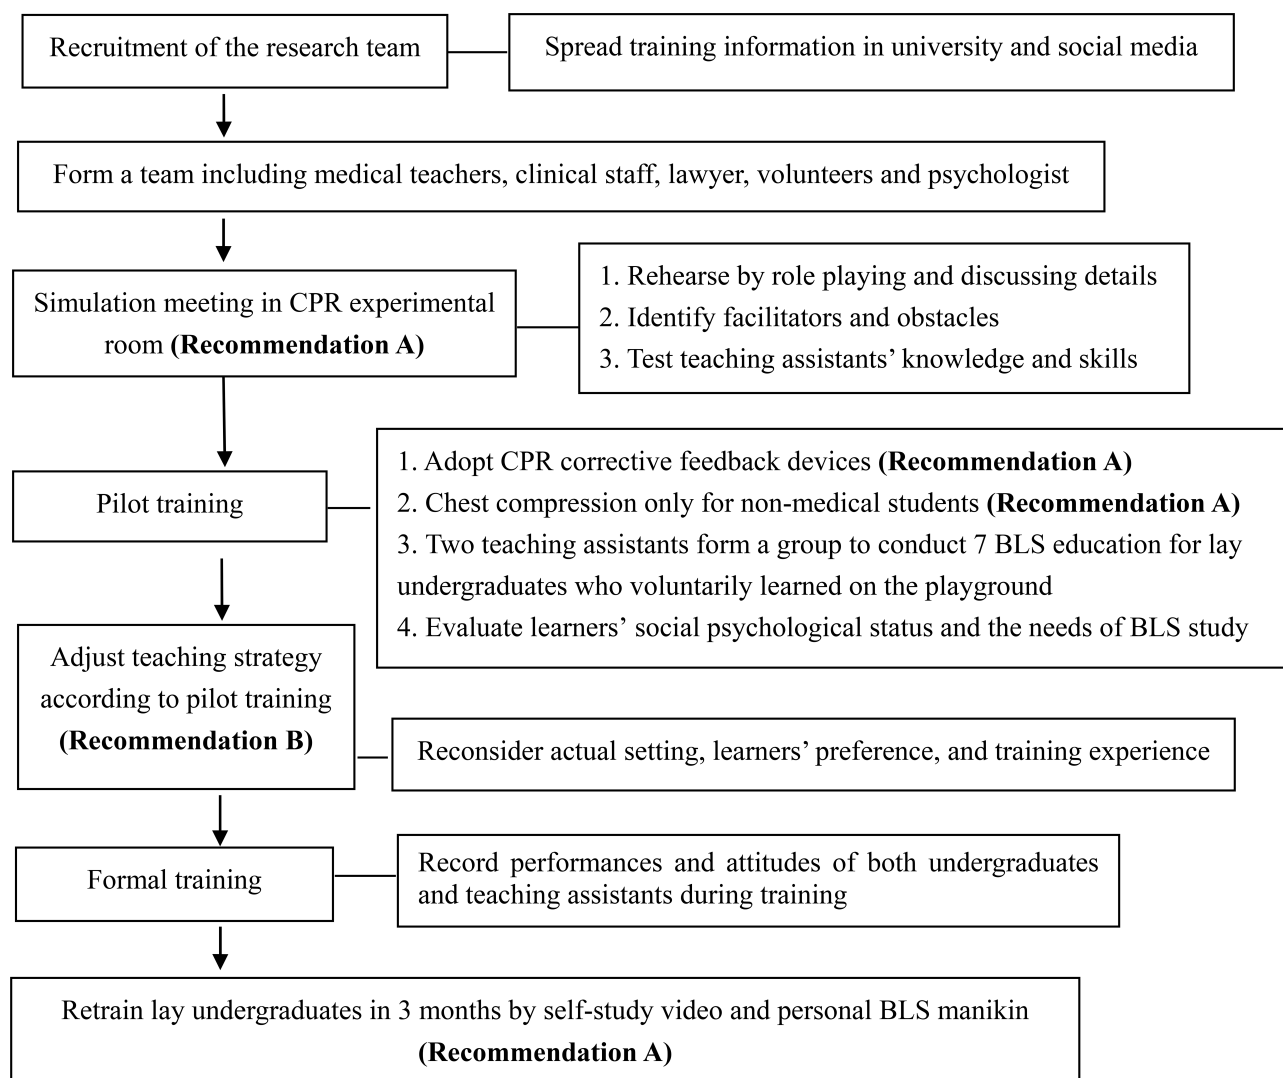 Recruitment of the research team
Spread training information in university and social media
Form a team including medical teachers, clinical staff, lawyer, volunteers and psychologist
Simulation meeting in CPR experimental
room (Recommendation A)
1. Rehearse by role playing and discussing details
2. Identify facilitators and obstacles
3. Test teaching assistants’ knowledge and skills
Pilot training
1. Adopt CPR corrective feedback devices (Recommendation A)
2. Chest compression only for non-medical students (Recommendation A)
3. Two teaching assistants form a group to conduct 7 BLS education for lay
undergraduates who voluntarily learned on the playground
4. Evaluate learners’ social psychological status and the needs of BLS study
Adjust teaching strategy
according to pilot training
(Recommendation B)
Reconsider actual setting, learners’ preference, and training experience
Formal training
Record performances and attitudes of both undergraduates
and teaching assistants during training
Retrain lay undergraduates in 3 months by self-study video and personal BLS manikin
(Recommendation A)